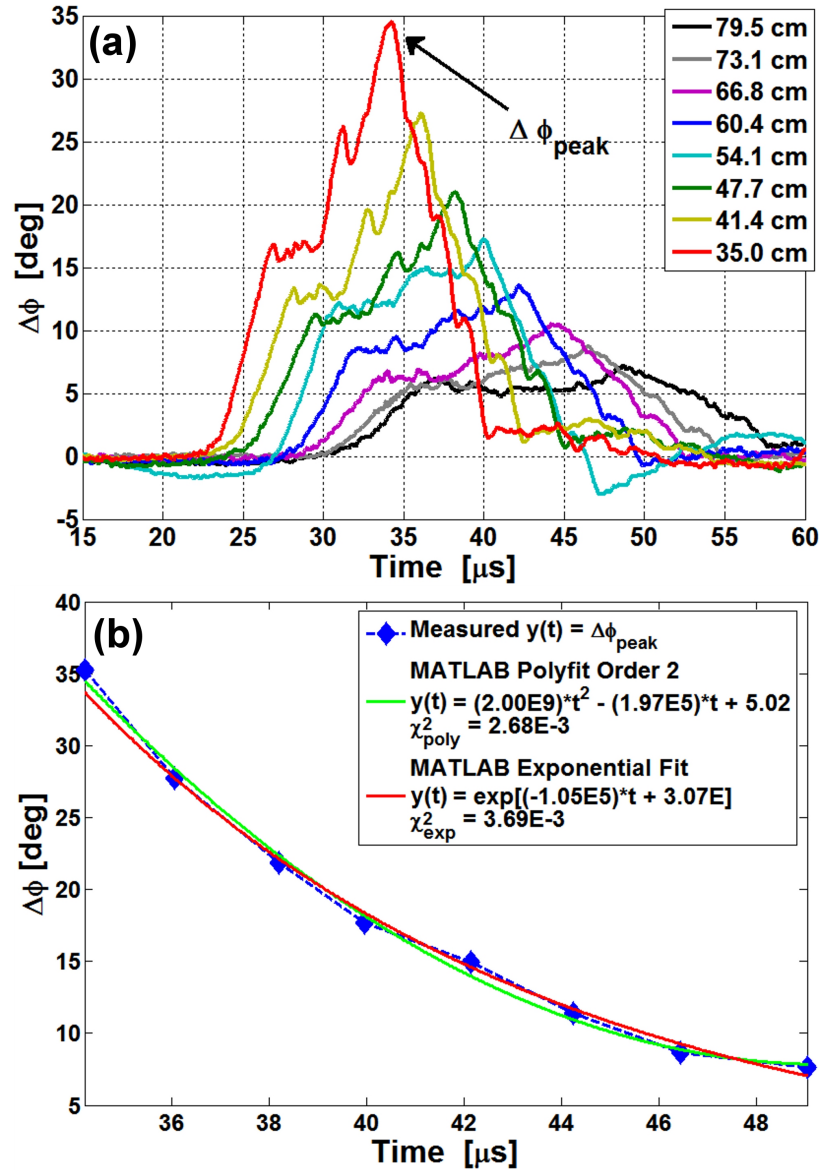 (a)
35
30
25
20
15
10
5
0
-5
Δϕ [deg]
Δ ϕpeak
79.5 cm
73.1 cm
66.8 cm
60.4 cm
54.1 cm
47.7 cm
41.4 cm
35.0 cm
15 20 25 30 35 40 45 50 55 60
Time [μs]
(b)
40
35
30
25
20
15
10
5
Δϕ [deg]
Measured y(t) = Δϕpeak
MATLAB Polyfit Order 2
y(t) = (2.00E9)*t² - (1.97E5)*t + 5.02
χ²poly = 2.68E-3
MATLAB Exponential Fit
y(t) = exp[(-1.05E5)*t + 3.07E]
χ²exp = 3.69E-3
36 38 40 42 44 46 48
Time [μs]